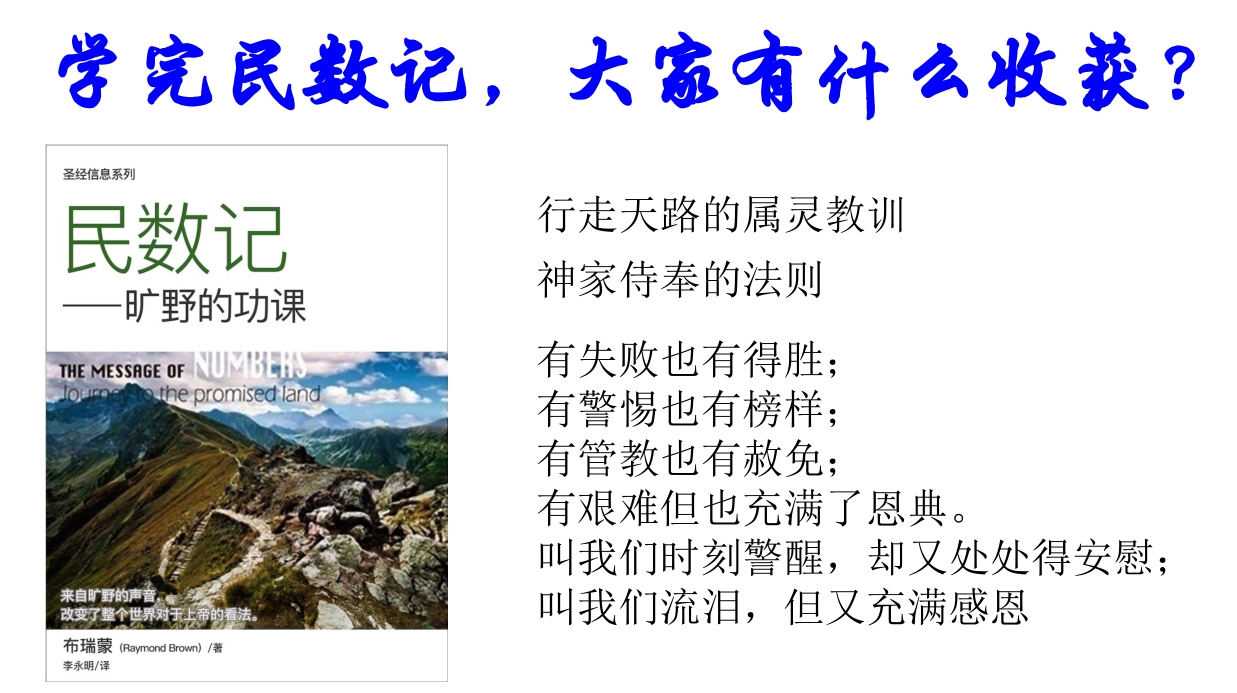 学完民数记，大家有什么收获？
圣经信息系列
民数记
——旷野的功课
THE MESSAGE OF NUMBERS
Journey to the promised land
来自旷野的声音，
改变了整个世界对于上帝的看法。
布瑞蒙（Raymond Brown）/著
李永明/译
行走天路的属灵教训
神家侍奉的法则
有失败也有得胜；
有警惕也有榜样；
有管教也有赦免；
有艰难但也充满了恩典。
叫我们时刻警醒，却又处处得安慰；
叫我们流泪，但又充满感恩